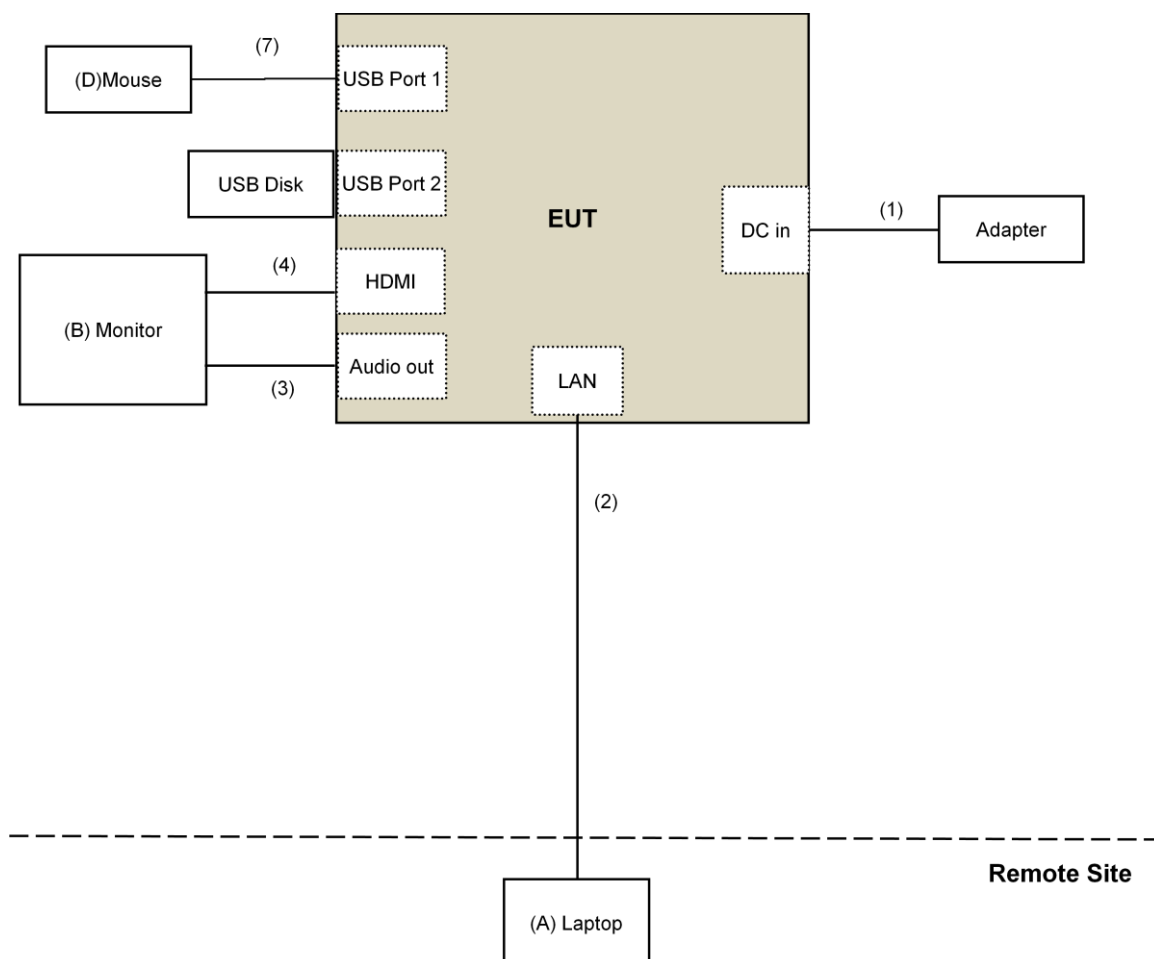 (7)
(D)Mouse
USB Port 1
USB Disk
USB Port 2
EUT
(1)
DC in
Adapter
(4)
HDMI
(B) Monitor
Audio out
(3)
LAN
(2)
Remote Site
(A) Laptop